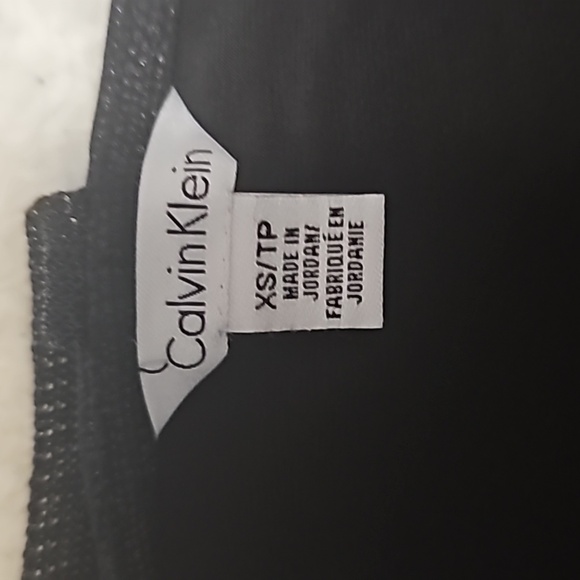 Calvin Klein
XS/TP
MADE IN
JORDAN/
FABRIQUÉ EN
JORDANIE